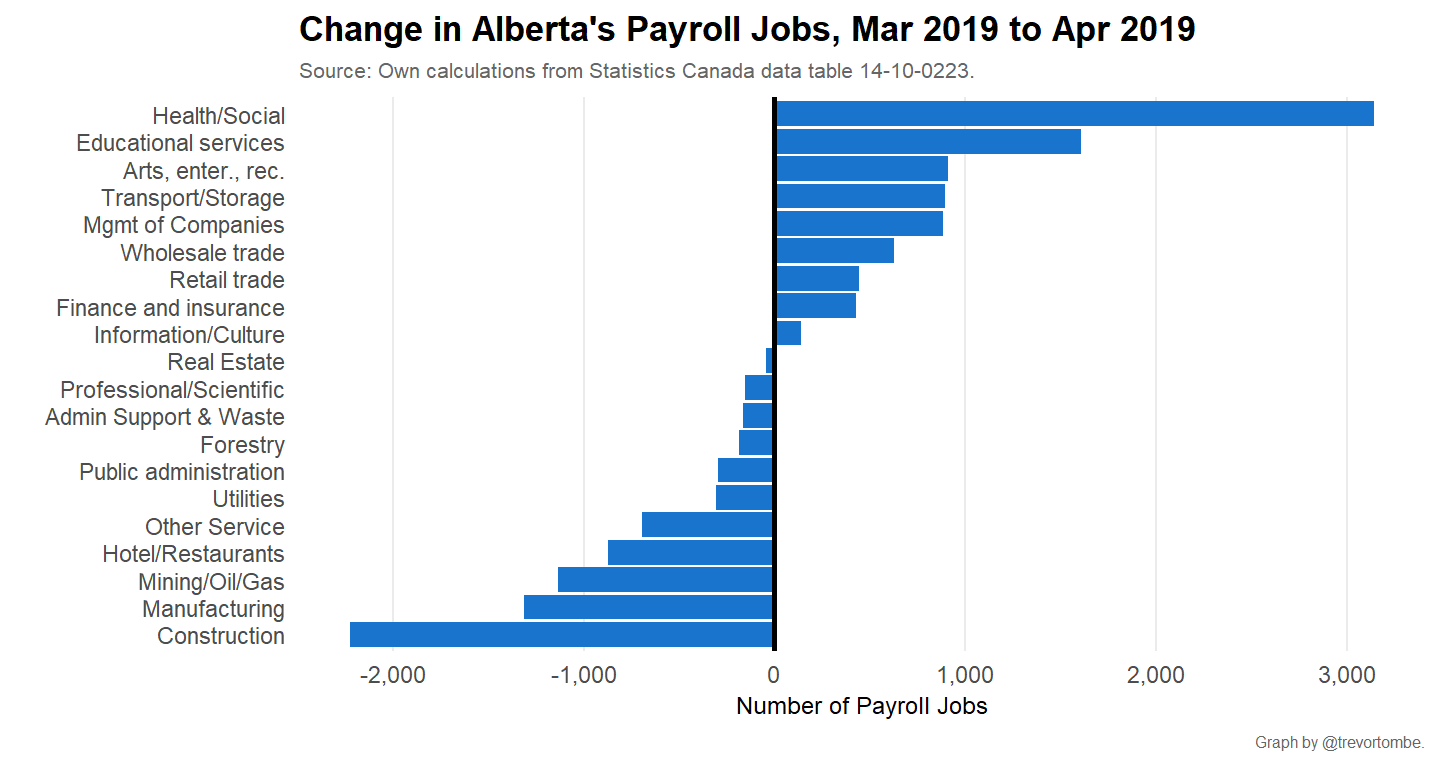 Change in Alberta's Payroll Jobs, Mar 2019 to Apr 2019
Source: Own calculations from Statistics Canada data table 14-10-0223.
Health/Social
Educational services
Arts, enter., rec.
Transport/Storage
Mgmt of Companies
Wholesale trade
Retail trade
Finance and insurance
Information/Culture
Real Estate
Professional/Scientific
Admin Support & Waste
Forestry
Public administration
Utilities
Other Service
Hotel/Restaurants
Mining/Oil/Gas
Manufacturing
Construction
-2,000 -1,000 0 1,000 2,000 3,000
Number of Payroll Jobs
Graph by @trevortombe.